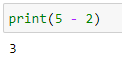 print(5 - 2)
3